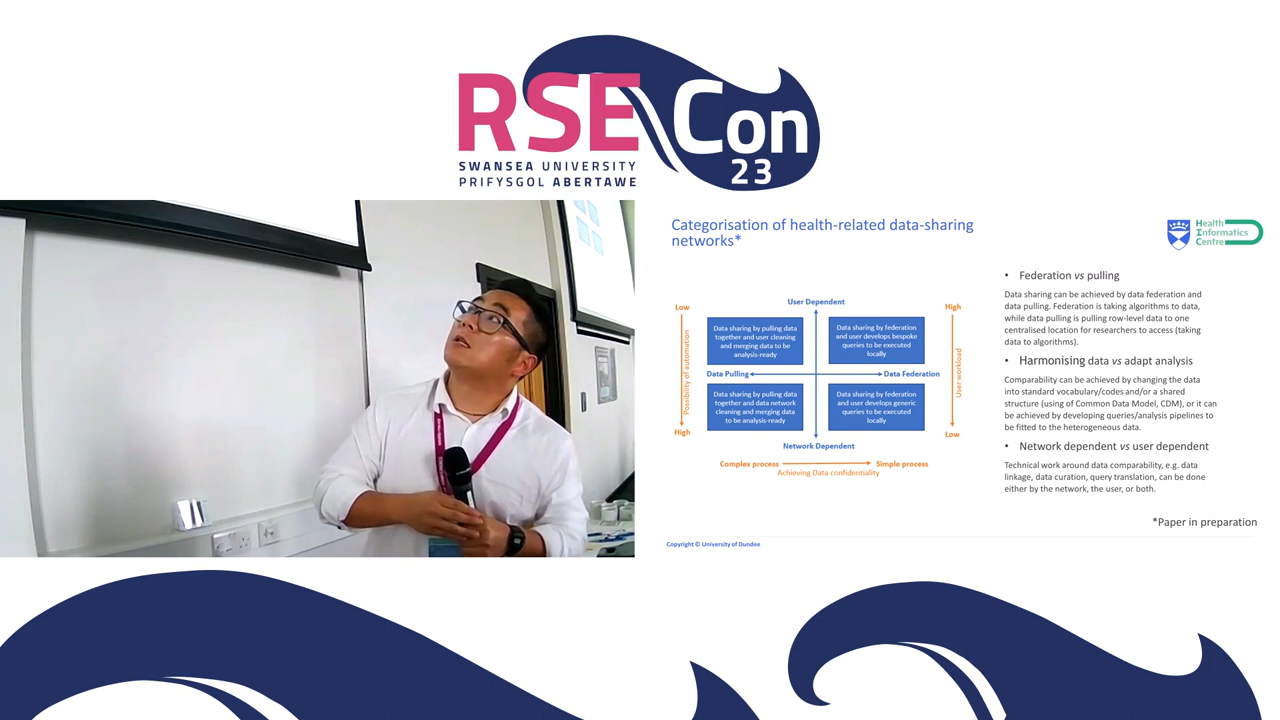 RSE Con
SWANSEA UNIVERSITY
PRIFYSGOL ABERTAWE
23
Categorisation of health-related data-sharing
networks*
Health
Informatics
Centre
Low
Possibility of automation
High
User Dependent
Data sharing by pulling data
together and user cleaning
and merging data to be
analysis-ready
Data sharing by federation
and user develops bespoke
queries to be executed
locally
Data Pulling
Data Federation
Data sharing by pulling data
together and data network
cleaning and merging data
to be analysis-ready
Data sharing by federation
and user develops generic
queries to be executed
locally
Network Dependent
High
User workload
Low
Complex process
Simple process
Achieving Data confidentiality
• Federation vs pulling
Data sharing can be achieved by data federation and
data pulling. Federation is taking algorithms to data,
while data pulling is pulling row-level data to one
centralised location for researchers to access (taking
data to algorithms).
• Harmonising data vs adapt analysis
Comparability can be achieved by changing the data
into standard vocabulary/codes and/or a shared
structure (using of Common Data Model, CDM), or it can
be achieved by developing queries/analysis pipelines to
be fitted to the heterogeneous data.
• Network dependent vs user dependent
Technical work around data comparability, e.g. data
linkage, data curation, query translation, can be done
either by the network, the user, or both.
*Paper in preparation
Copyright © University of Dundee